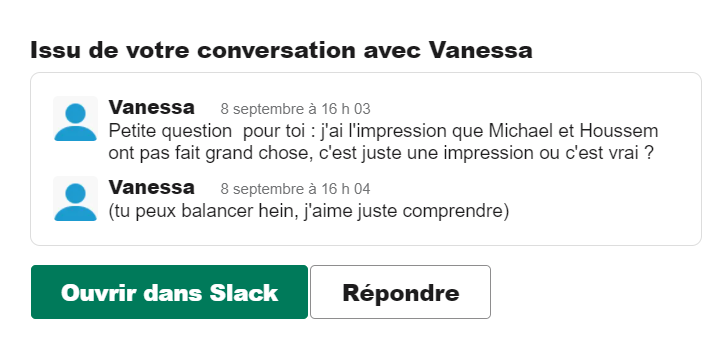 Issu de votre conversation avec Vanessa
Vanessa 8 septembre à 16 h 03
Petite question  pour toi : j'ai l'impression que Michael et Houssem
ont pas fait grand chose, c'est juste une impression ou c'est vrai ?
Vanessa 8 septembre à 16 h 04
(tu peux balancer hein, j'aime juste comprendre)
Ouvrir dans Slack Répondre